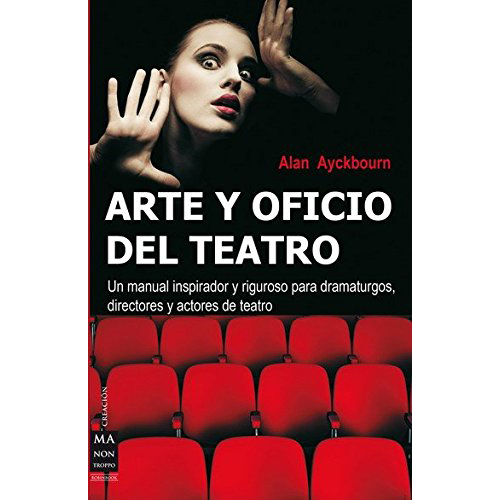 Alan Ayckbourn
ARTE Y OFICIO
DEL TEATRO
Un manual inspirador y riguroso para dramaturgos,
directores y actores de teatro
CREACIÓN
MA
NON
TROPPO
ROBINBOOK